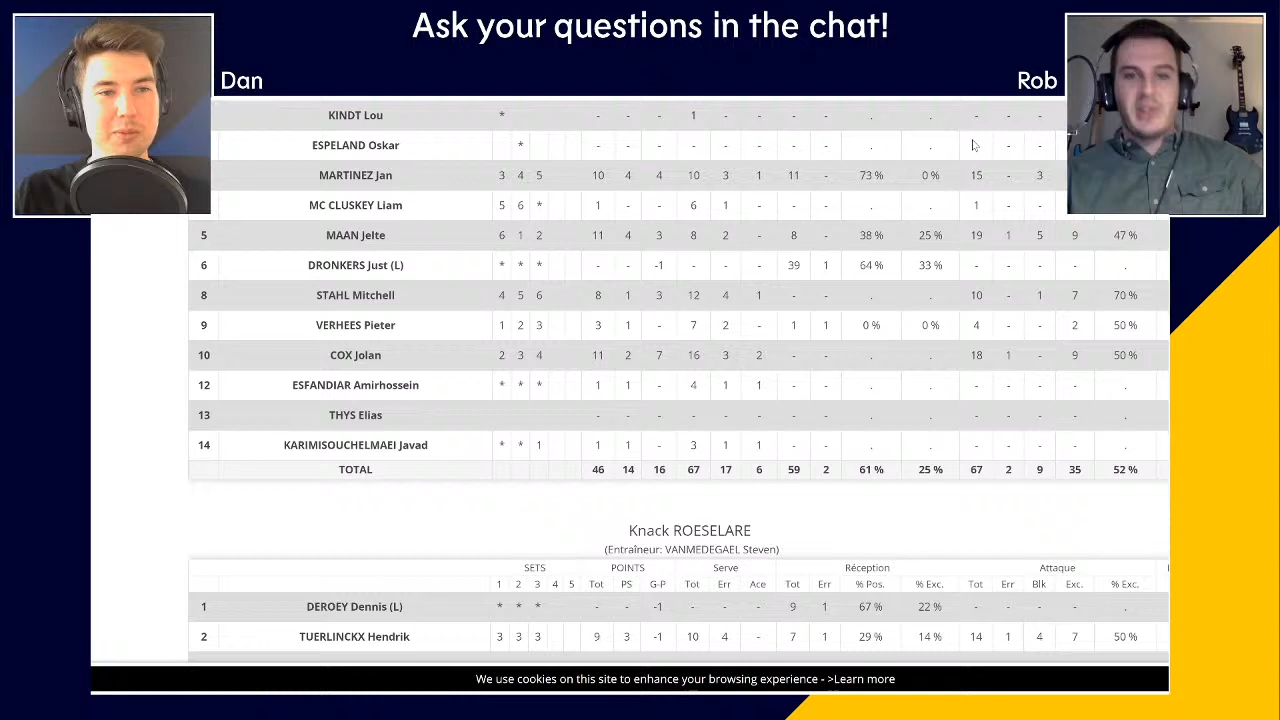 Ask your questions in the chat!
Dan
Rob
KINDT Lou * - - - 1 - - - - . . - - -
ESPELAND Oskar * - - - - - - - - . . - - -
MARTINEZ Jan 3 4 5 10 4 4 10 3 1 11 - 73 % 0 % 15 - 3
MC CLUSKEY Liam 5 6 * 1 - - 6 1 - - - . . 1 - -
5 MAAN Jelte 6 1 2 11 4 3 8 2 - 8 - 38 % 25 % 19 1 5 9 47 %
6 DRONKERS Just (L) * * * - - -1 - - - 39 1 64 % 33 % - - - - .
8 STAHL Mitchell 4 5 6 8 1 3 12 4 1 - - . . 10 - 1 7 70 %
9 VERHEES Pieter 1 2 3 3 1 - 7 2 - 1 1 0 % 0 % 4 - - 2 50 %
10 COX Jolan 2 3 4 11 2 7 16 3 2 - - . . 18 1 - 9 50 %
12 ESFANDIAR Amirhossein * * * 1 1 - 4 1 1 - - . . - - - - .
13 THYS Elias - - - - - - - - . . - - - - .
14 KARIMISOUCHELMAEI Javad * * 1 1 1 - 3 1 1 - - . . - - - - .
TOTAL 46 14 16 67 17 6 59 2 61 % 25 % 67 2 9 35 52 %
Knack ROESELARE
(Entraîneur: VANMEDEGAEL Steven)
SETS POINTS Serve Réception Attaque
1 2 3 4 5 Tot PS G-P Tot Err Ace Tot Err % Pos. % Exc. Tot Err Blk Exc. % Exc.
1 DEROEY Dennis (L) * * * - - -1 - - - 9 1 67 % 22 % - - - - .
2 TUERLINCKX Hendrik 3 3 3 9 3 -1 10 4 - 7 1 29 % 14 % 14 1 4 7 50 %
We use cookies on this site to enhance your browsing experience - >Learn more